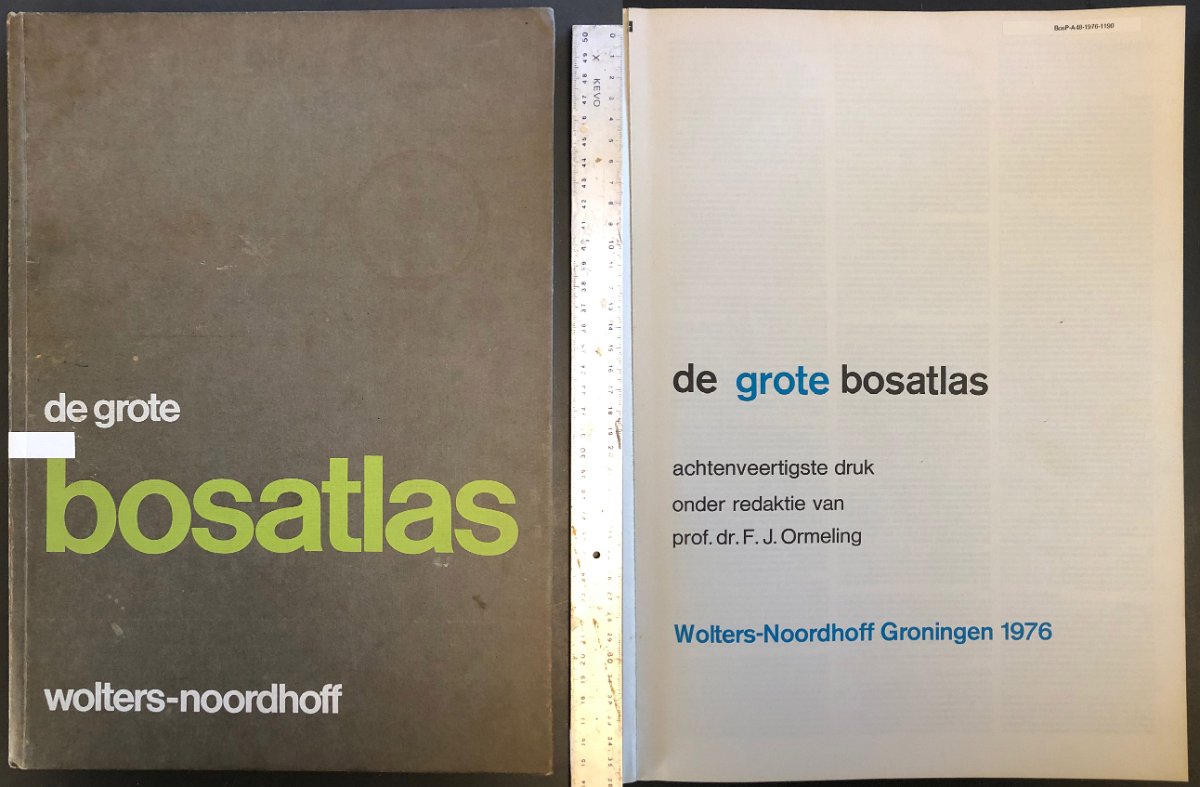 de grote
bosatlas
wolters-noordhoff
KEVO
BosP-A48-1976-1190
de grote bosatlas
achtenveertigste druk
onder redaktie van
prof. dr. F. J. Ormeling
Wolters-Noordhoff Groningen 1976